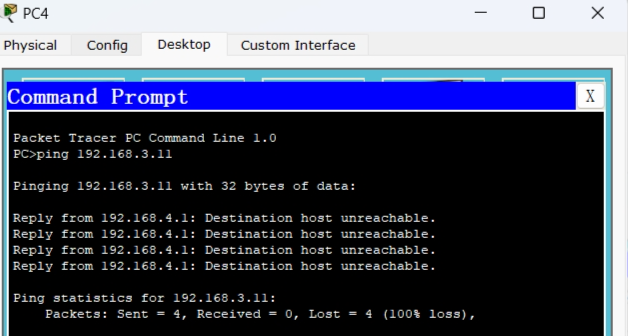 PC4
Physical Config Desktop Custom Interface
Command Prompt X
Packet Tracer PC Command Line 1.0
PC>ping 192.168.3.11
Pinging 192.168.3.11 with 32 bytes of data:
Reply from 192.168.4.1: Destination host unreachable.
Reply from 192.168.4.1: Destination host unreachable.
Reply from 192.168.4.1: Destination host unreachable.
Reply from 192.168.4.1: Destination host unreachable.
Ping statistics for 192.168.3.11:
Packets: Sent = 4, Received = 0, Lost = 4 (100% loss),